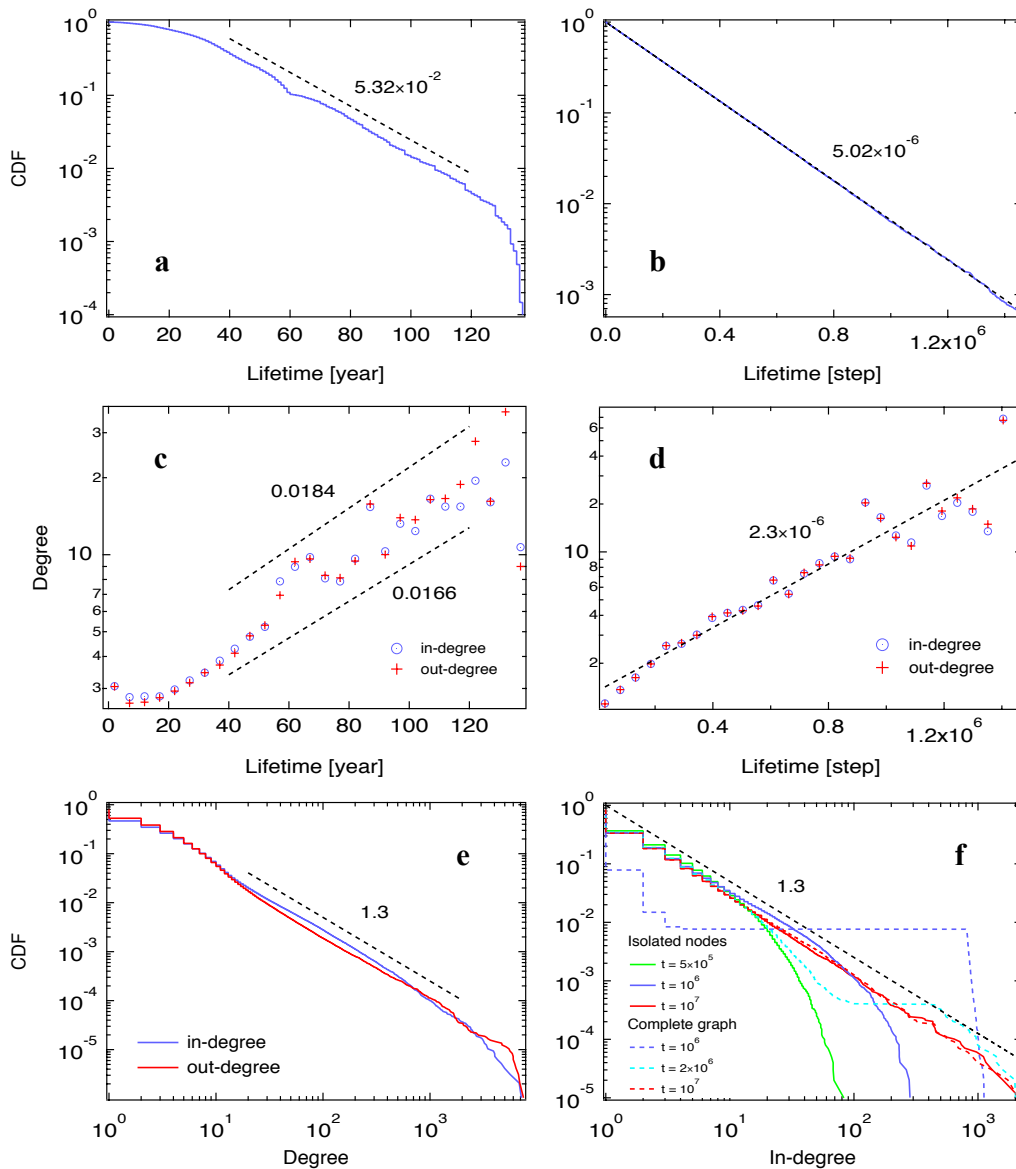 10^0
10^-1
10^-2
10^-3
10^-4
CDF
5.32×10^-2
a
0 20 40 60 80 100 120
Lifetime [year]
10^0
10^-1
10^-2
10^-3
5.02×10^-6
b
0.0 0.4 0.8 1.2x10^6
Lifetime [step]
3
2
10
7
6
5
4
3
Degree
c
0.0184
0.0166
in-degree
out-degree
0 20 40 60 80 100 120
Lifetime [year]
6
4
2
10
6
4
2
d
2.3×10^-6
in-degree
out-degree
0.4 0.8 1.2x10^6
Lifetime [step]
10^0
10^-1
10^-2
10^-3
10^-4
10^-5
CDF
e
1.3
in-degree
out-degree
10^0 10^1 10^2 10^3
Degree
10^0
10^-1
10^-2
10^-3
10^-4
10^-5
f
1.3
Isolated nodes
t = 5×10^5
t = 10^6
t = 10^7
Complete graph
t = 10^6
t = 2×10^6
t = 10^7
10^0 10^1 10^2 10^3
In-degree